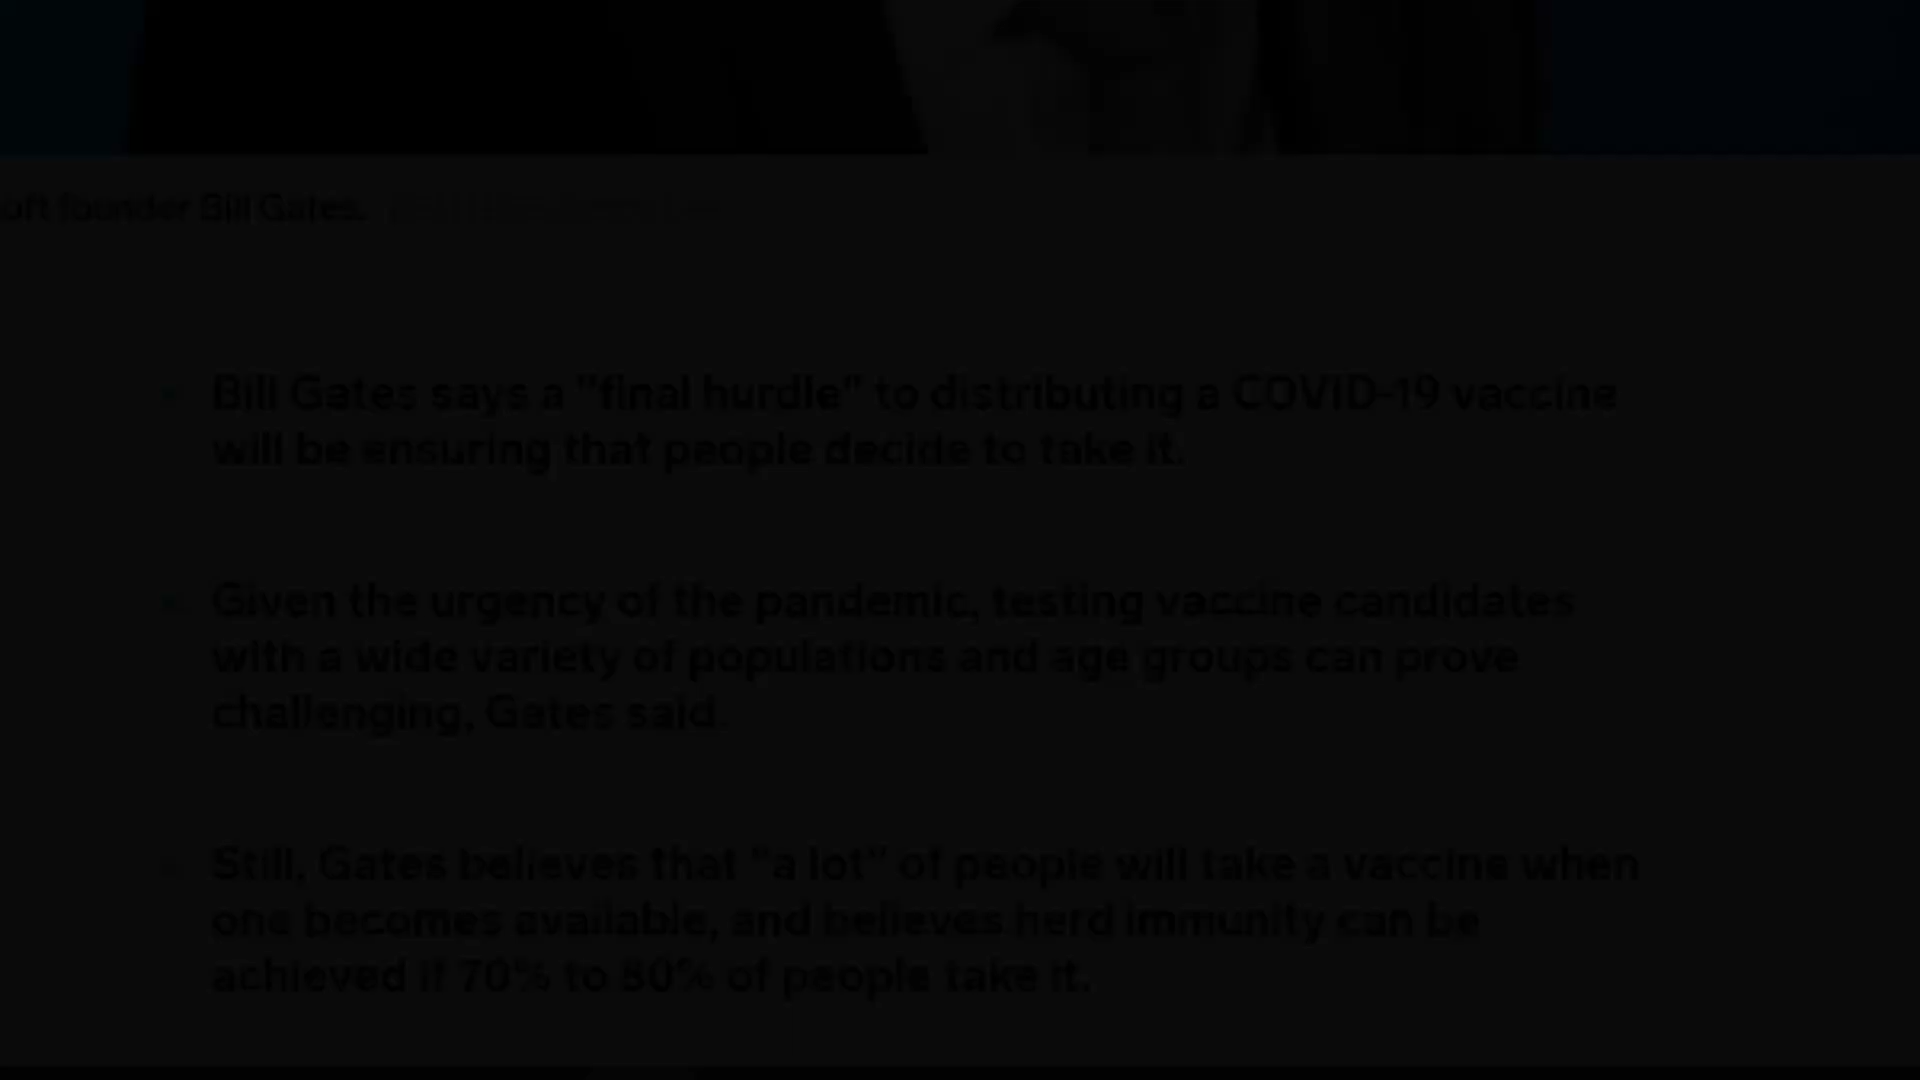 oft founder Bill Gates.
Bill Gates says a "final hurdle" to distributing a COVID-19 vaccine
will be ensuring that people decide to take it.
Given the urgency of the pandemic, testing vaccine candidates
with a wide variety of populations and age groups can prove
challenging, Gates said.
Still, Gates believes that "a lot" of people will take a vaccine when
one becomes available, and believes herd immunity can be
achieved if 70% to 80% of people take it.